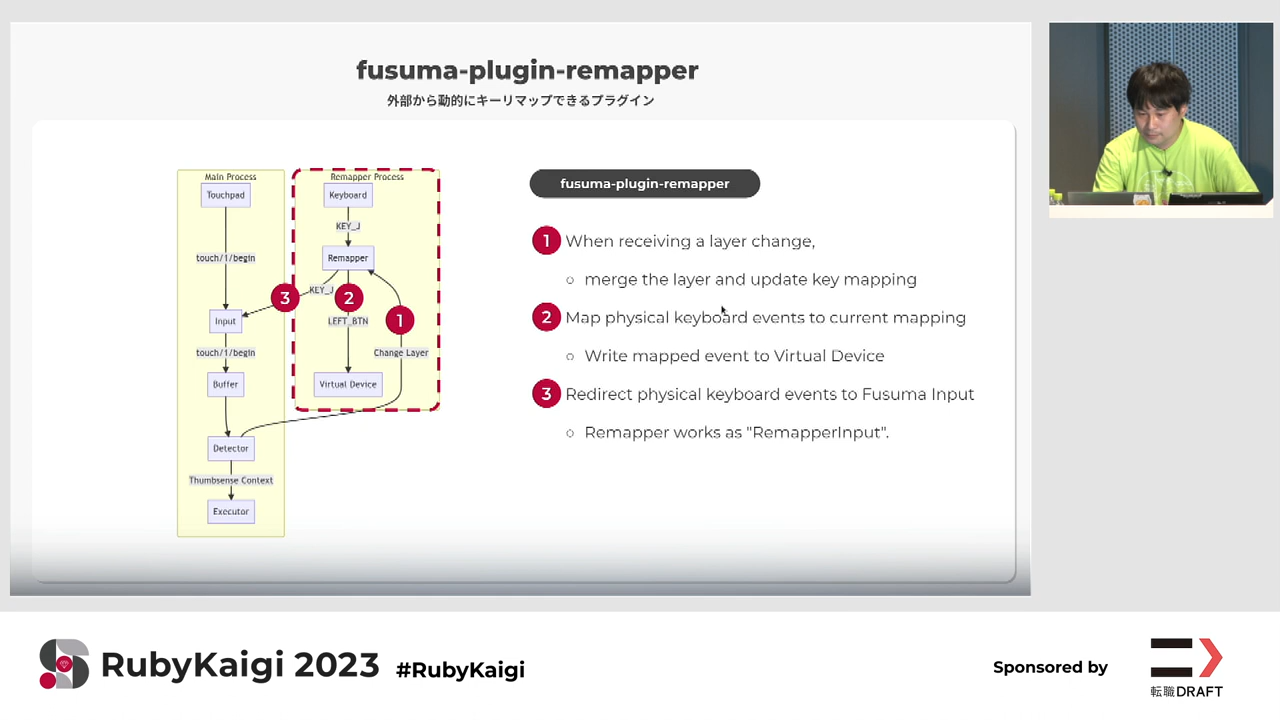 fusuma-plugin-remapper
外部から動的にキーリマップできるプラグイン
Main Process
Touchpad
touch/1/begin
Input
touch/1/begin
Buffer
Detector
Thumbsense Context
Executor
Remapper Process
Keyboard
KEY_J
Remapper
KEY_J
3
2
1
LEFT_BTN
Change Layer
Virtual Device
fusuma-plugin-remapper
1 When receiving a layer change,
○ merge the layer and update key mapping
2 Map physical keyboard events to current mapping
○ Write mapped event to Virtual Device
3 Redirect physical keyboard events to Fusuma Input
○ Remapper works as "RemapperInput".
RubyKaigi 2023 #RubyKaigi
Sponsored by
転職DRAFT